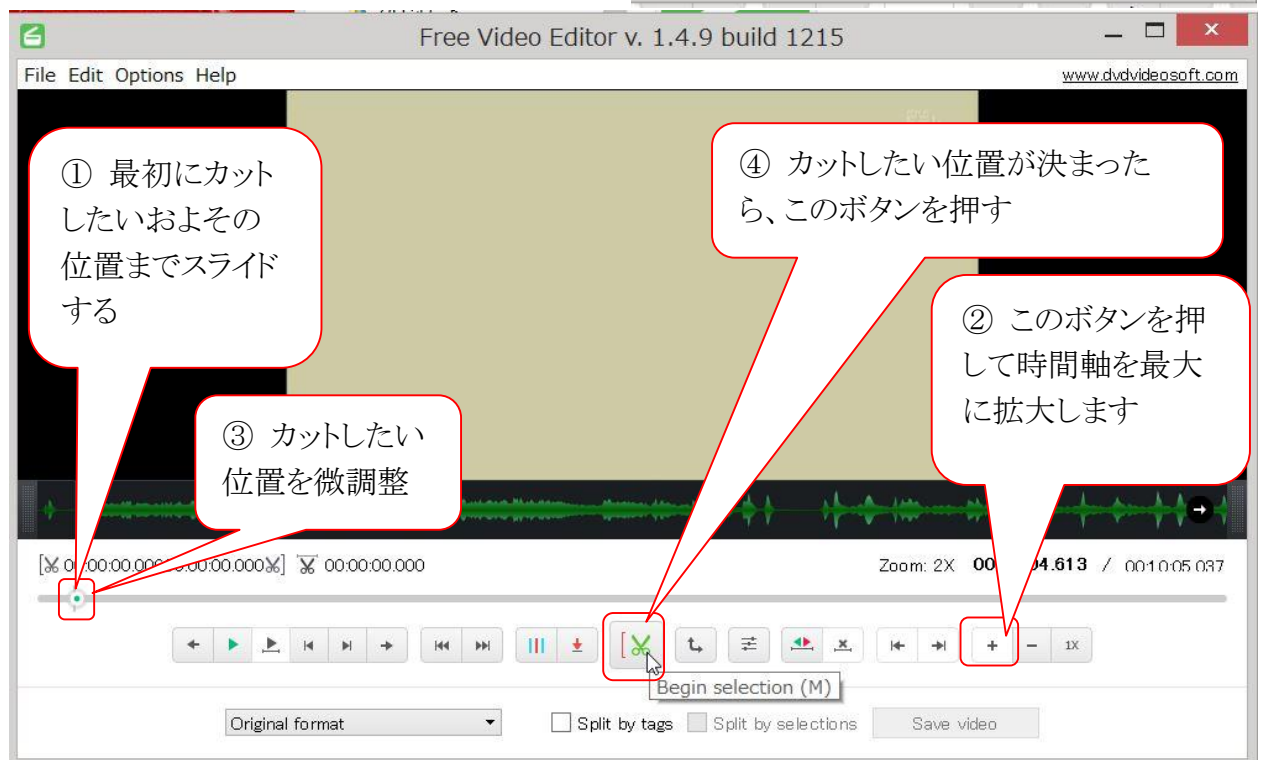 Free Video Editor v. 1.4.9 build 1215
File Edit Options Help
www.dvdvideosoft.com
① 最初にカット
したいおよその
位置までスライド
する
④ カットしたい位置が決まった
ら、このボタンを押す
② このボタンを押
して時間軸を最大
に拡大します
③ カットしたい
位置を微調整
00:00:00.000
Zoom: 2X
04.613 / 00:10:05.037
1X
Begin selection (M)
Original format
Split by tags
Split by selections
Save video